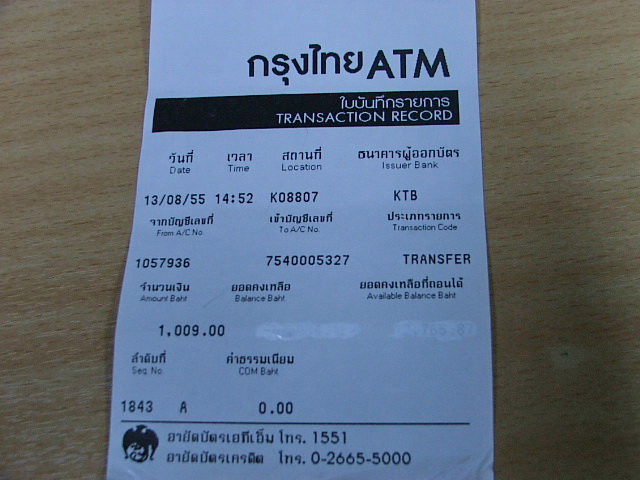 กรุงไทย ATM
ใบบันทึกรายการ
TRANSACTION RECORD
วันที่ เวลา สถานที่ ธนาคารผู้ออกบัตร
Date Time Location Issuer Bank
13/08/55 14:52 K08807 KTB
จากบัญชีเลขที่ เข้าบัญชีเลขที่ ประเภทรายการ
From A/C No. To A/C No. Transaction Code
1057936 7540005327 TRANSFER
จำนวนเงิน ยอดคงเหลือ ยอดคงเหลือที่ถอนได้
Amount Baht Balance Baht Available Balance Baht
1,009.00
ลำดับที่ ค่าธรรมเนียม
Seq No. COM Baht
1843 A 0.00
อายัดบัตรเอทีเอ็ม โทร. 1551
อายัดบัตรเครดิต โทร. 0-2665-5000